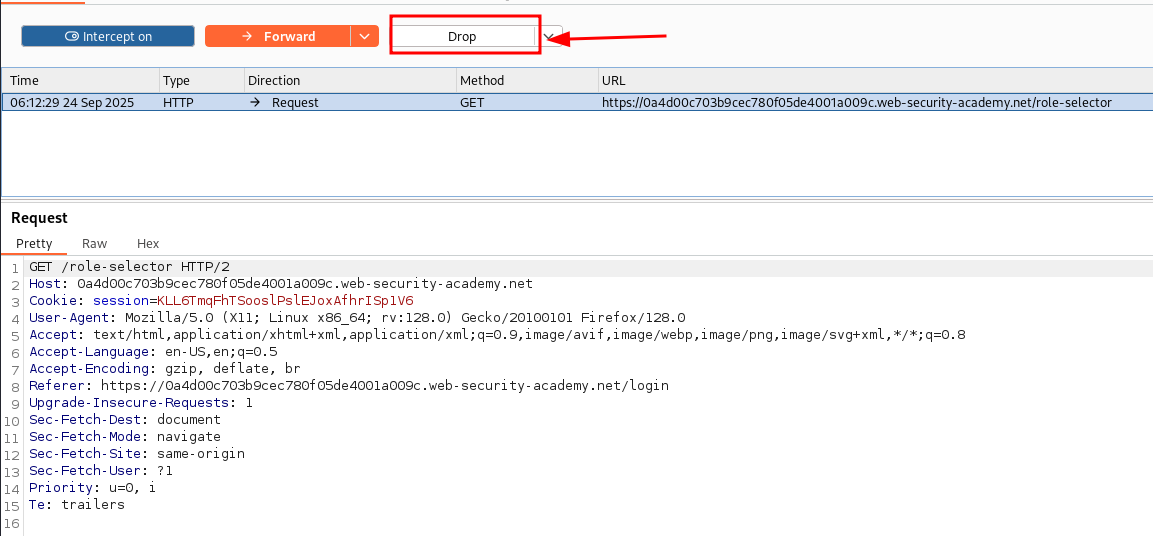 Intercept on
Forward
Drop
Time Type Direction Method URL
06:12:29 24 Sep 2025 HTTP → Request GET https://0a4d00c703b9cec780f05de4001a009c.web-security-academy.net/role-selector
Request
Pretty Raw Hex
1 GET /role-selector HTTP/2
2 Host: 0a4d00c703b9cec780f05de4001a009c.web-security-academy.net
3 Cookie: session=KLL6TmqFhTSooslPslEJoxAfhrISp1V6
4 User-Agent: Mozilla/5.0 (X11; Linux x86_64; rv:128.0) Gecko/20100101 Firefox/128.0
5 Accept: text/html,application/xhtml+xml,application/xml;q=0.9,image/avif,image/webp,image/png,image/svg+xml,*/*;q=0.8
6 Accept-Language: en-US,en;q=0.5
7 Accept-Encoding: gzip, deflate, br
8 Referer: https://0a4d00c703b9cec780f05de4001a009c.web-security-academy.net/login
9 Upgrade-Insecure-Requests: 1
10 Sec-Fetch-Dest: document
11 Sec-Fetch-Mode: navigate
12 Sec-Fetch-Site: same-origin
13 Sec-Fetch-User: ?1
14 Priority: u=0, i
15 Te: trailers
16